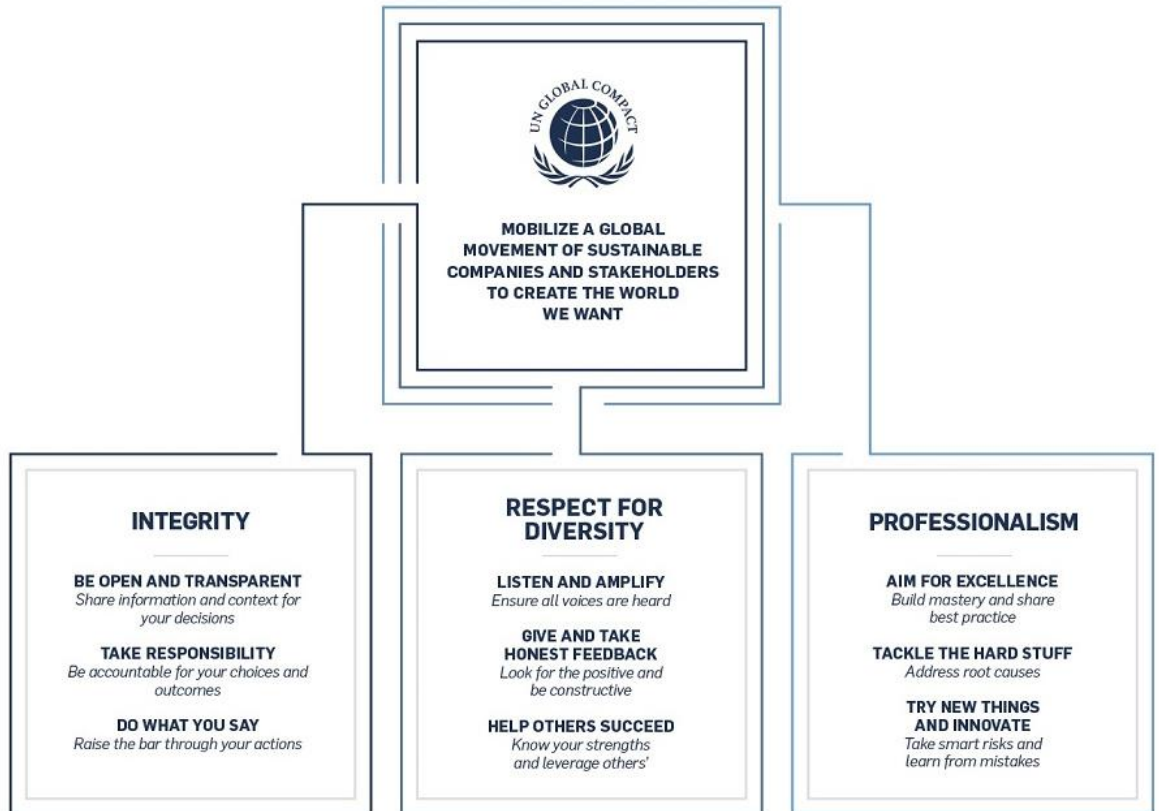 UN GLOBAL COMPACT
MOBILIZE A GLOBAL
MOVEMENT OF SUSTAINABLE
COMPANIES AND STAKEHOLDERS
TO CREATE THE WORLD
WE WANT
INTEGRITY
BE OPEN AND TRANSPARENT
Share information and context for
your decisions
TAKE RESPONSIBILITY
Be accountable for your choices and
outcomes
DO WHAT YOU SAY
Raise the bar through your actions
RESPECT FOR
DIVERSITY
LISTEN AND AMPLIFY
Ensure all voices are heard
GIVE AND TAKE
HONEST FEEDBACK
Look for the positive and
be constructive
HELP OTHERS SUCCEED
Know your strengths
and leverage others'
PROFESSIONALISM
AIM FOR EXCELLENCE
Build mastery and share
best practice
TACKLE THE HARD STUFF
Address root causes
TRY NEW THINGS
AND INNOVATE
Take smart risks and
learn from mistakes